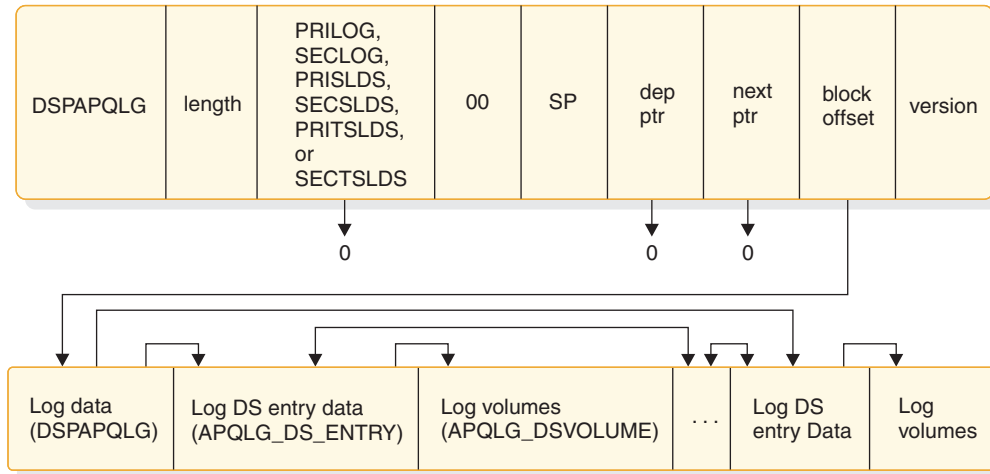 DSPAPQLG
length
PRILOG,
SECLOG,
PRISLDS,
SECSLDS,
PRITSLDS,
or
SECTSLDS
00
SP
dep
ptr
next
ptr
block
offset
version
0
0
0
Log data
(DSPAPQLG)
Log DS entry data
(APQLG_DS_ENTRY)
Log volumes
(APQLG_DSVOLUME)
. . .
Log DS
entry Data
Log
volumes